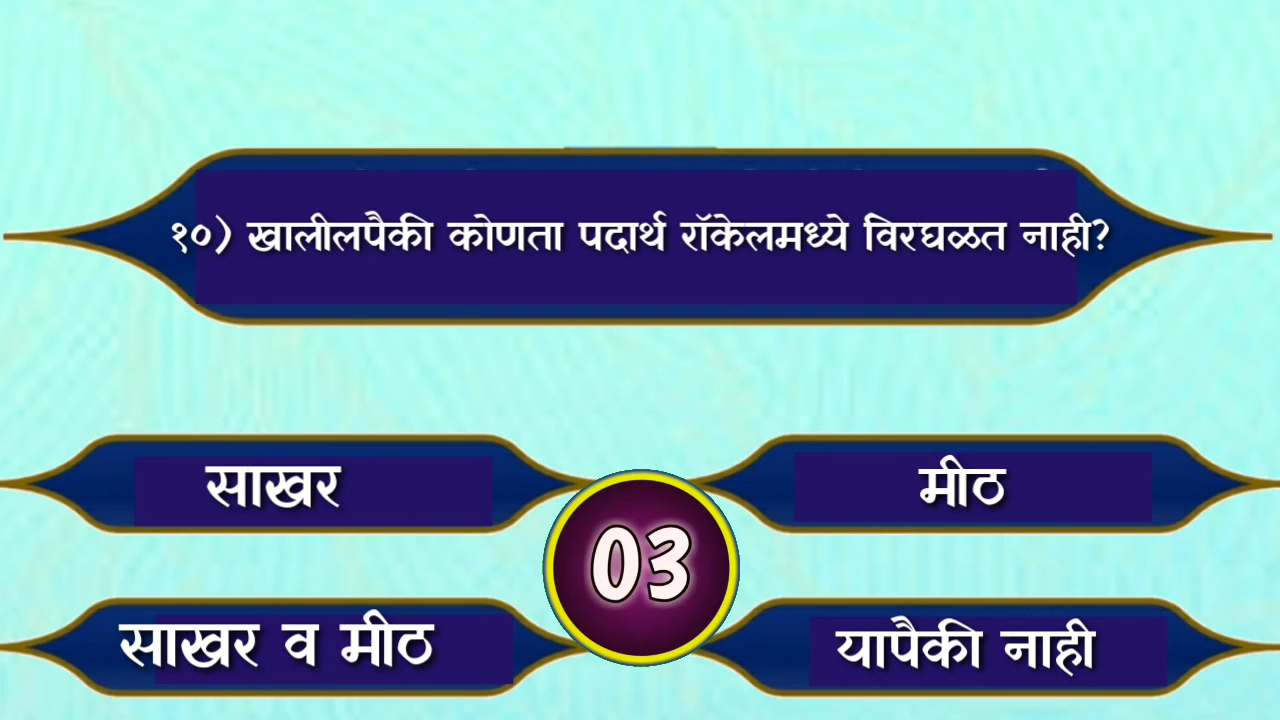 १०) खालीलपैकी कोणता पदार्थ रॉकेलमध्ये विरघळत नाही?
साखर
मीठ
03
साखर व मीठ
यापैकी नाही